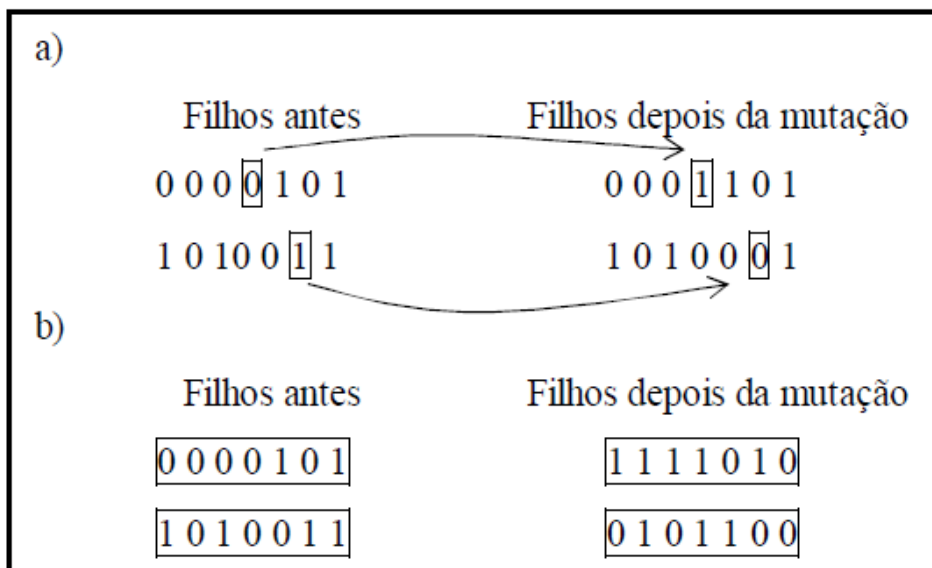 a)
Filhos antes Filhos depois da mutação
0 0 0 0 1 0 1 0 0 0 1 1 0 1
1 0 10 0 1 1 1 0 1 0 0 0 1
b)
Filhos antes Filhos depois da mutação
0 0 0 0 1 0 1 1 1 1 1 0 1 0
1 0 1 0 0 1 1 0 1 0 1 1 0 0